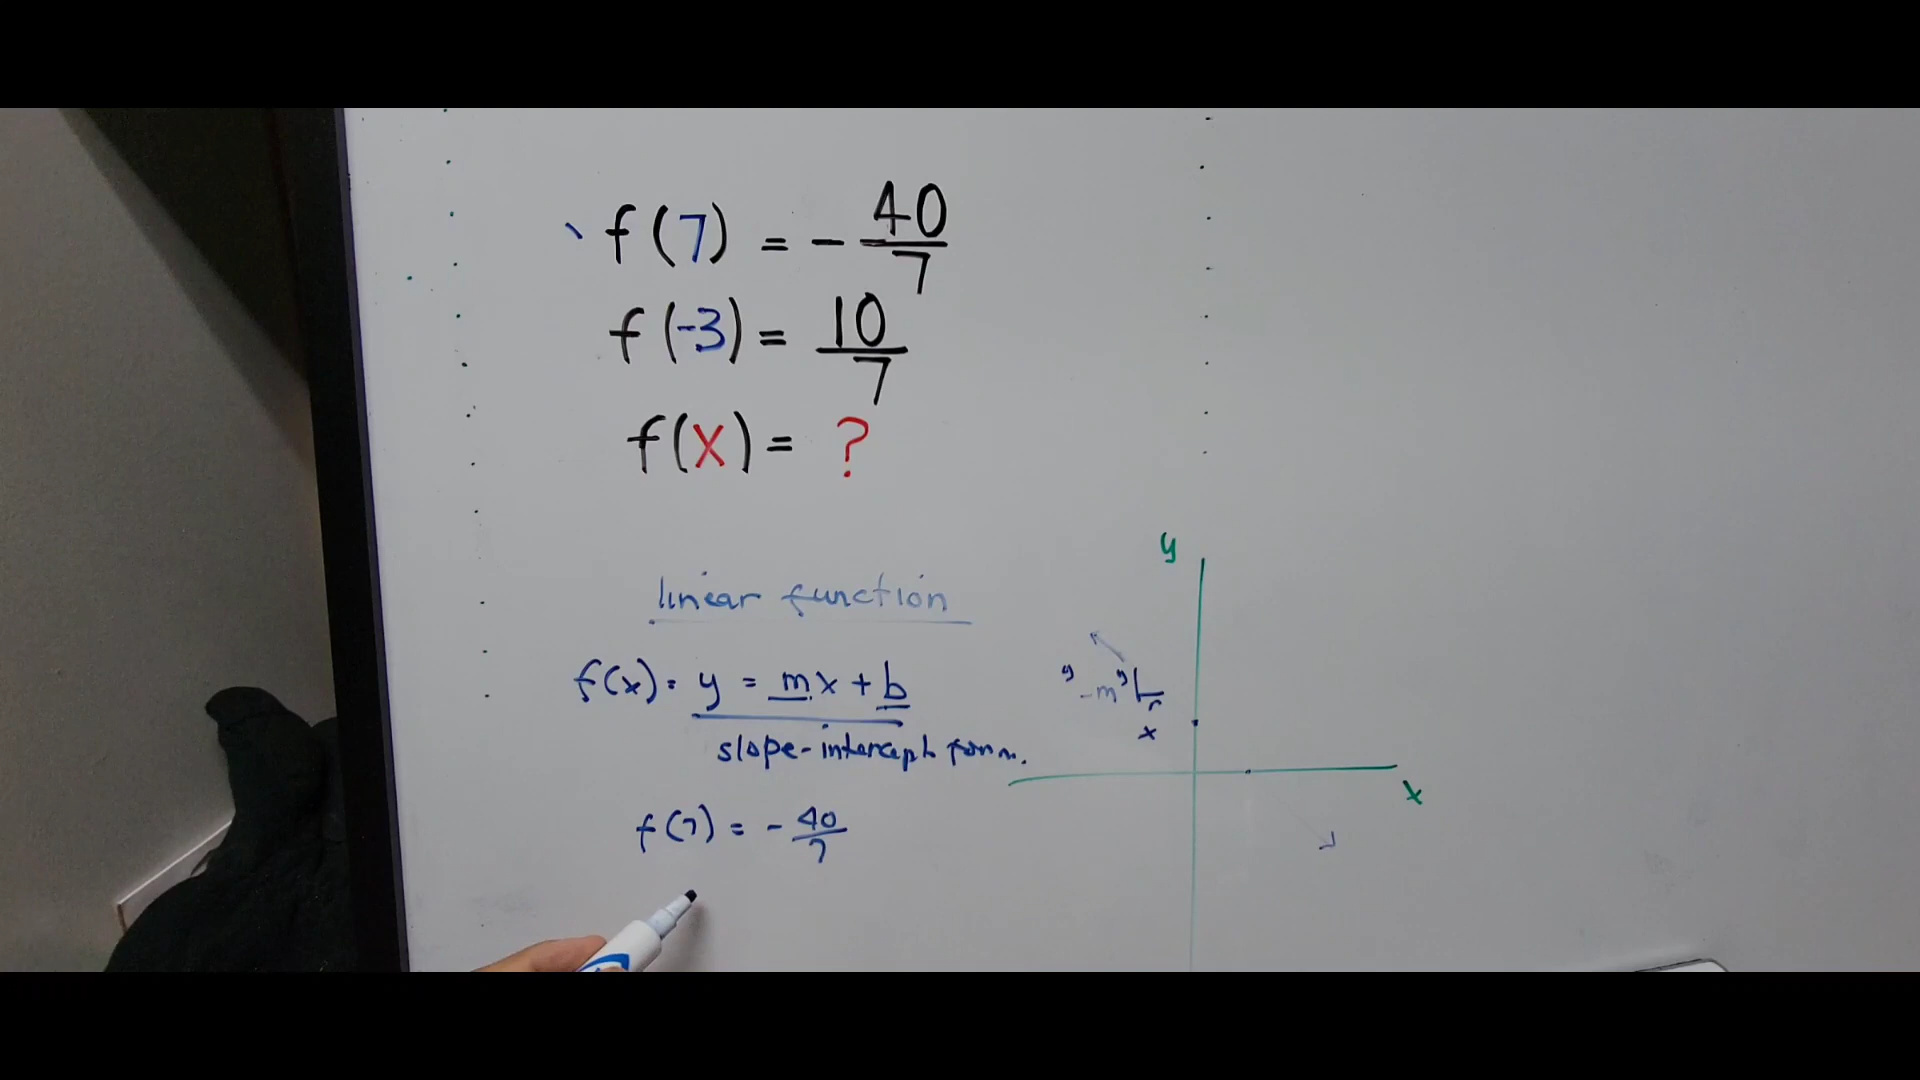 f(7) = - 40/7
f(-3) = 10/7
f(x) = ?
linear function
f(x) = y = mx + b
slope-intercept form.
f(7) = - 40/7
y
x
x